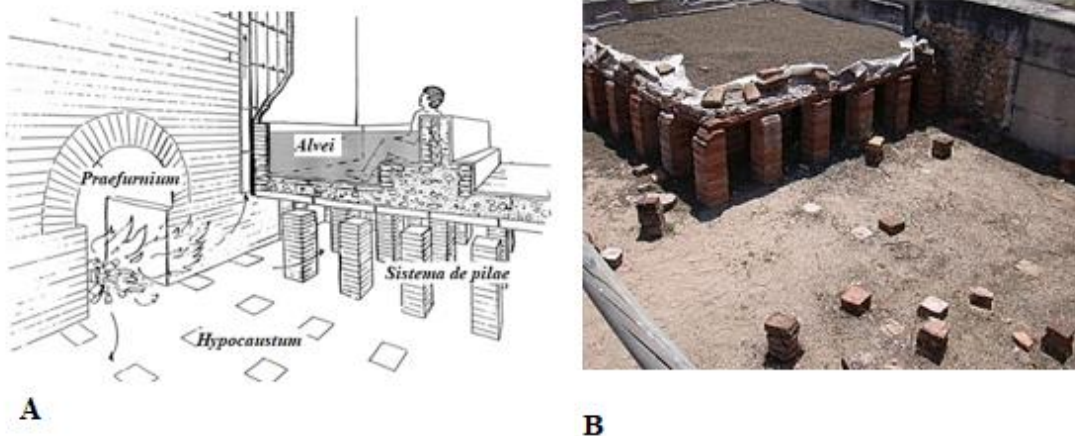 Alvei
Praefurnium
Sistema de pilae
Hypocaustum
A
B